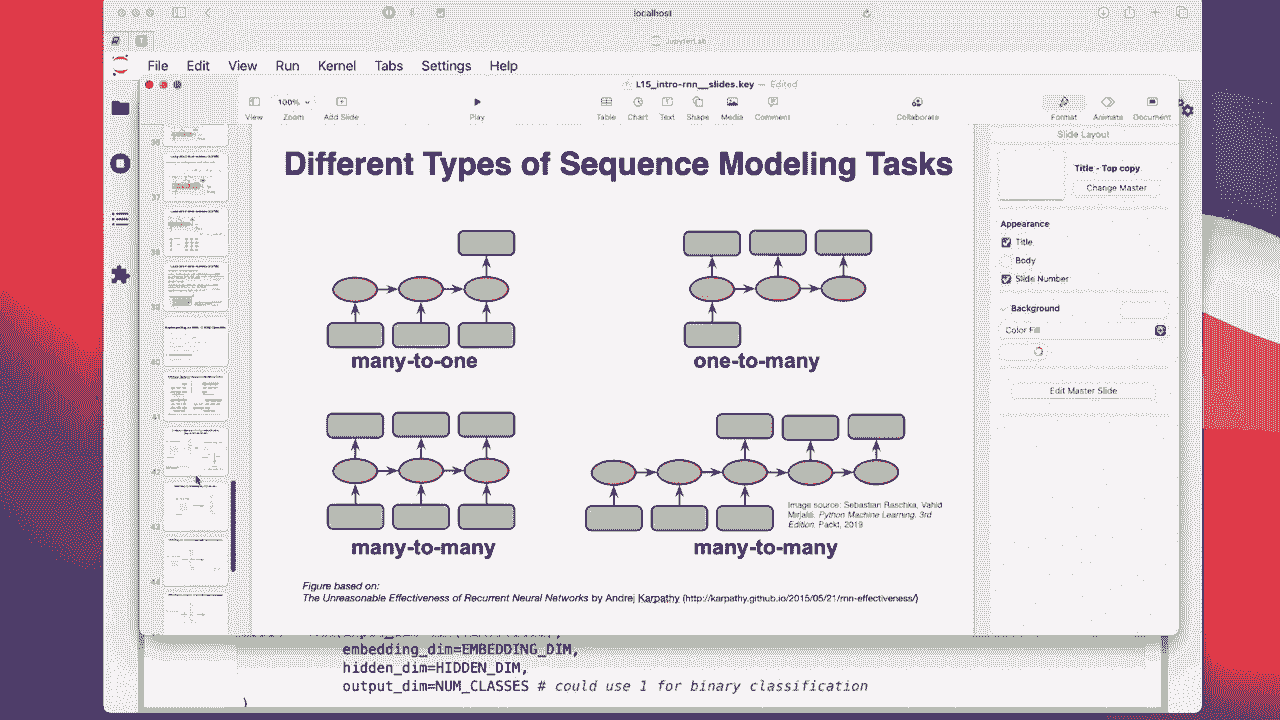 localhost
JupyterLab
File Edit View Run Kernel Tabs Settings Help
L15_intro-rnn__slides.key — Edited
100%
View Zoom Add Slide Play Table Chart Text Shape Media Comment Collaborate Format Animate Document
Slide Layout
Title - Top copy
Change Master
Appearance
Title
Body
Slide Number
Background
Color Fill
Edit Master Slide
37
40
42
Different Types of Sequence Modeling Tasks
many-to-one
one-to-many
many-to-many
many-to-many
Image source: Sebastian Raschka, Vahid
Mirjalili. Python Machine Learning. 3rd
Edition. Packt, 2019
Figure based on:
The Unreasonable Effectiveness of Recurrent Neural Networks by Andrej Karpathy (http://karpathy.github.io/2015/05/21/rnn-effectiveness/)
embedding_dim=EMBEDDING_DIM,
hidden_dim=HIDDEN_DIM,
output_dim=NUM_CLASSES # could use 1 for binary classification
)